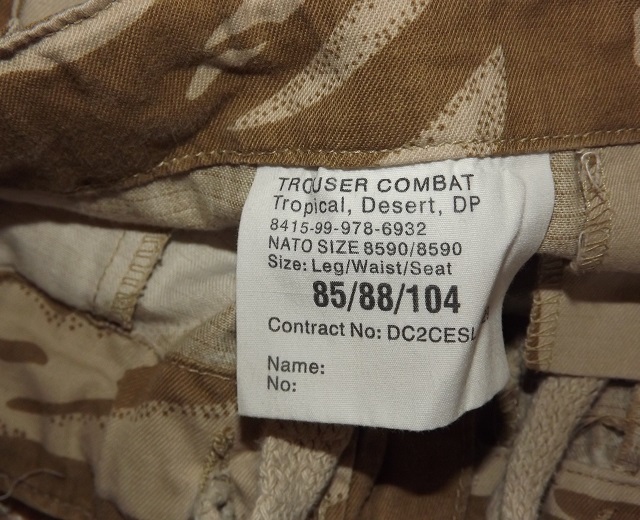 TROUSER COMBAT
Tropical, Desert, DP
8415-99-978-6932
NATO SIZE 8590/8590
Size: Leg/Waist/Seat
85/88/104
Contract No: DC2CESL
Name:
No: